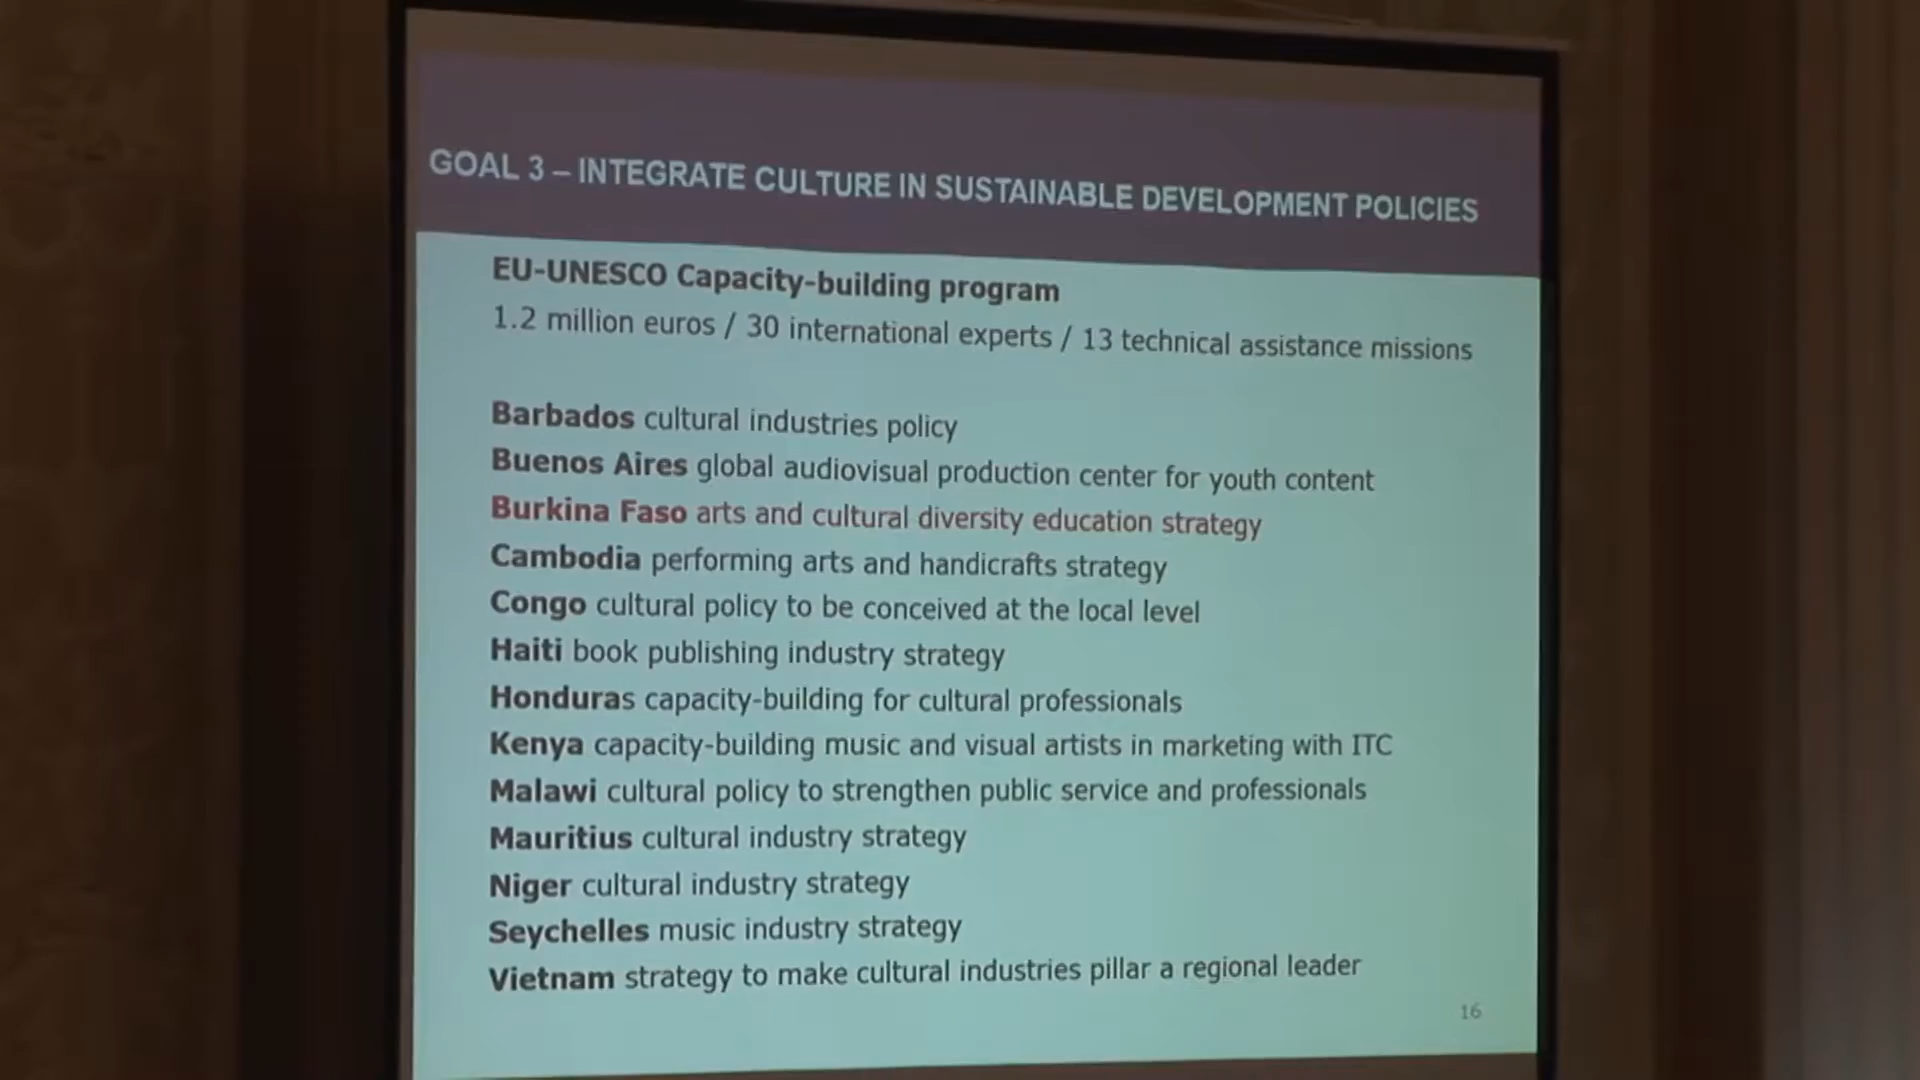 GOAL 3 – INTEGRATE CULTURE IN SUSTAINABLE DEVELOPMENT POLICIES
EU-UNESCO Capacity-building program
1.2 million euros / 30 international experts / 13 technical assistance missions
Barbados cultural industries policy
Buenos Aires global audiovisual production center for youth content
Burkina Faso arts and cultural diversity education strategy
Cambodia performing arts and handicrafts strategy
Congo cultural policy to be conceived at the local level
Haiti book publishing industry strategy
Honduras capacity-building for cultural professionals
Kenya capacity-building music and visual artists in marketing with ITC
Malawi cultural policy to strengthen public service and professionals
Mauritius cultural industry strategy
Niger cultural industry strategy
Seychelles music industry strategy
Vietnam strategy to make cultural industries pillar a regional leader
16